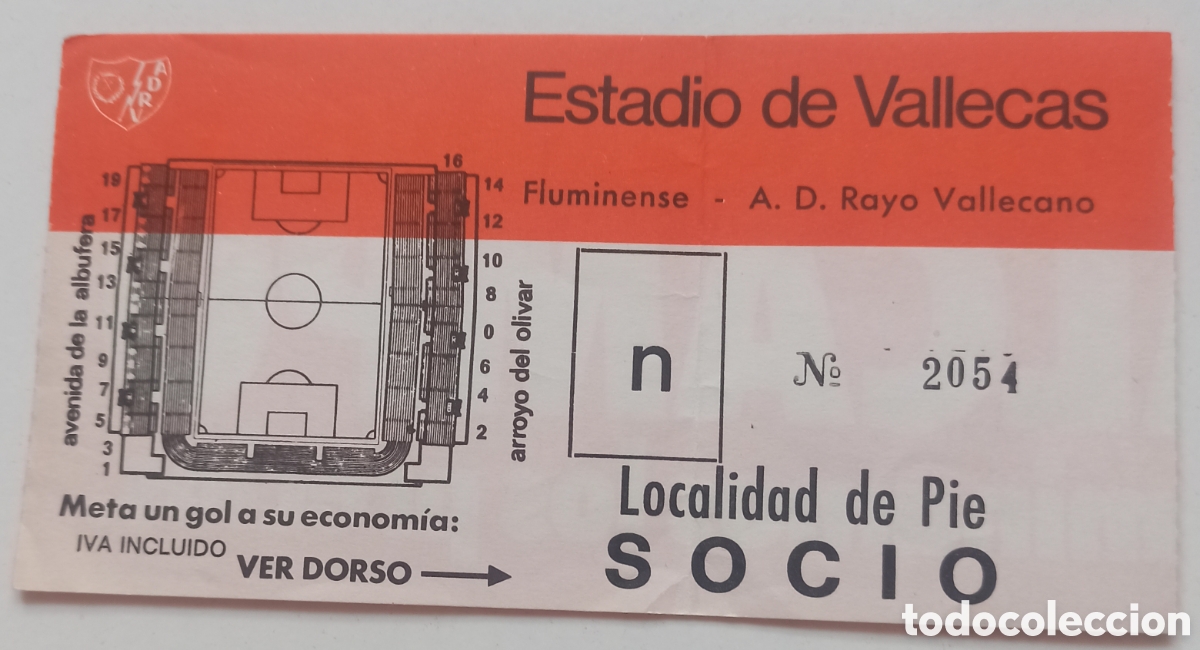 ADRV
Estadio de Vallecas
Fluminense - A. D. Rayo Vallecano
avenida de la albufera
19
17
15
13
11
9
7
5
3
1
16
14
12
10
8
0
6
4
2
arroyo del olivar
n
Nº 2054
Localidad de Pie
SOCIO
Meta un gol a su economía:
IVA INCLUIDO
VER DORSO
todocoleccion